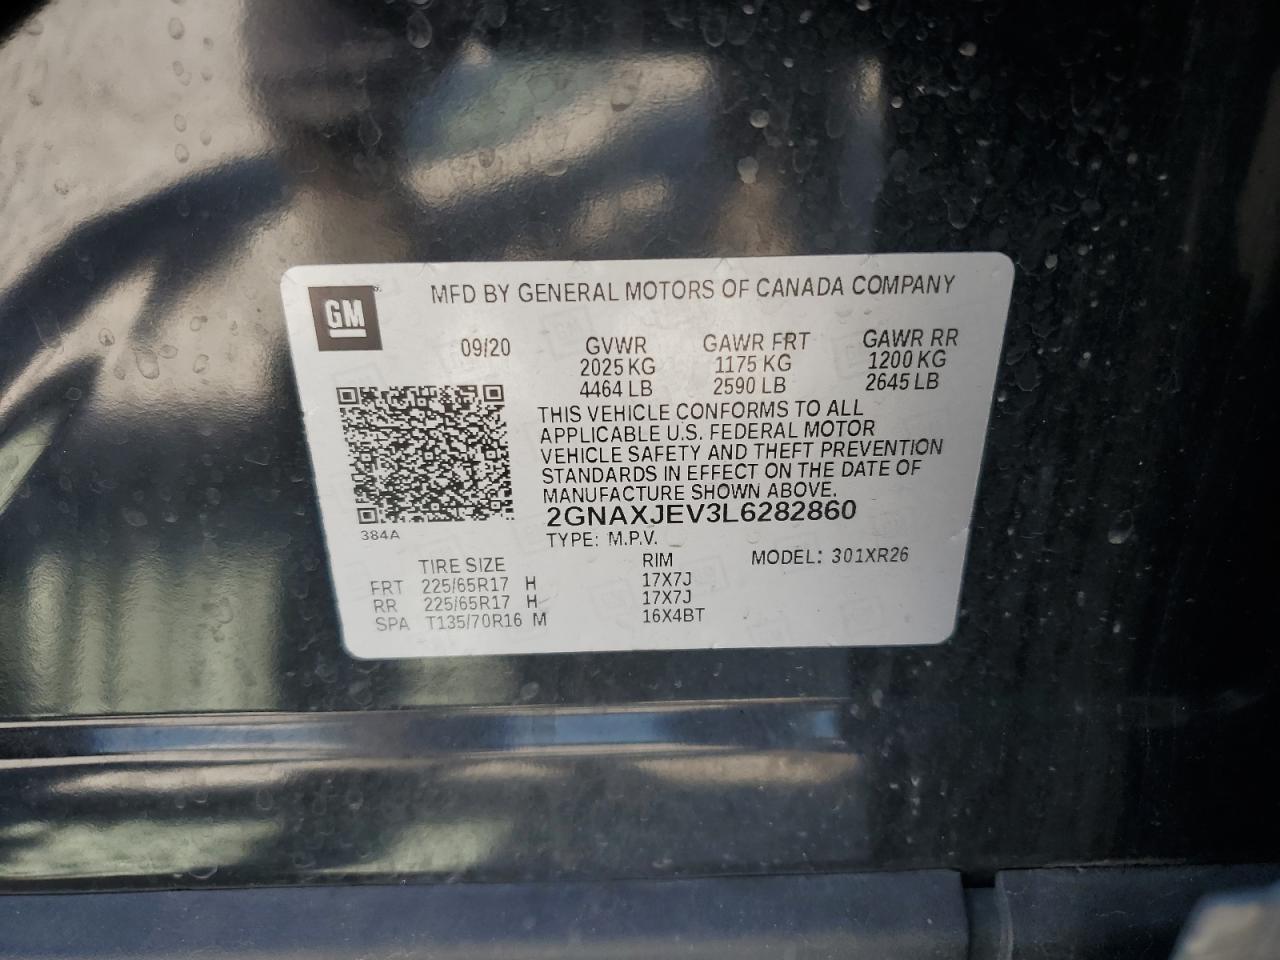 GM
MFD BY GENERAL MOTORS OF CANADA COMPANY
09/20 GVWR GAWR FRT GAWR RR
2025 KG 1175 KG 1200 KG
4464 LB 2590 LB 2645 LB
THIS VEHICLE CONFORMS TO ALL
APPLICABLE U.S. FEDERAL MOTOR
VEHICLE SAFETY AND THEFT PREVENTION
STANDARDS IN EFFECT ON THE DATE OF
MANUFACTURE SHOWN ABOVE.
2GNAXJEV3L6282860
384A
TYPE: M.P.V.
TIRE SIZE RIM MODEL: 301XR26
FRT 225/65R17 H 17X7J
RR 225/65R17 H 17X7J
SPA T135/70R16 M 16X4BT